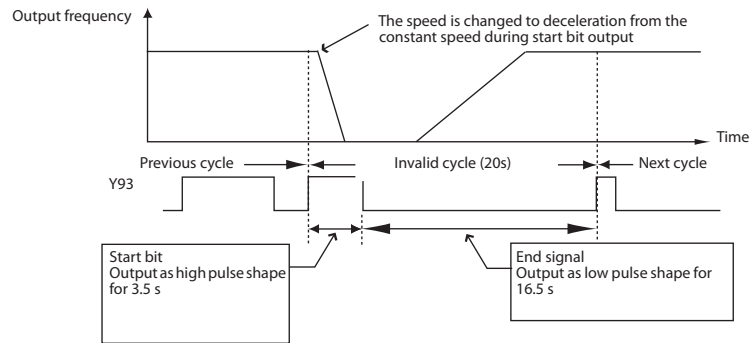 Output frequency
The speed is changed to deceleration from the
constant speed during start bit output
Time
Previous cycle
Invalid cycle (20s)
Next cycle
Y93
Start bit
Output as high pulse shape
for 3.5 s
End signal
Output as low pulse shape for
16.5 s